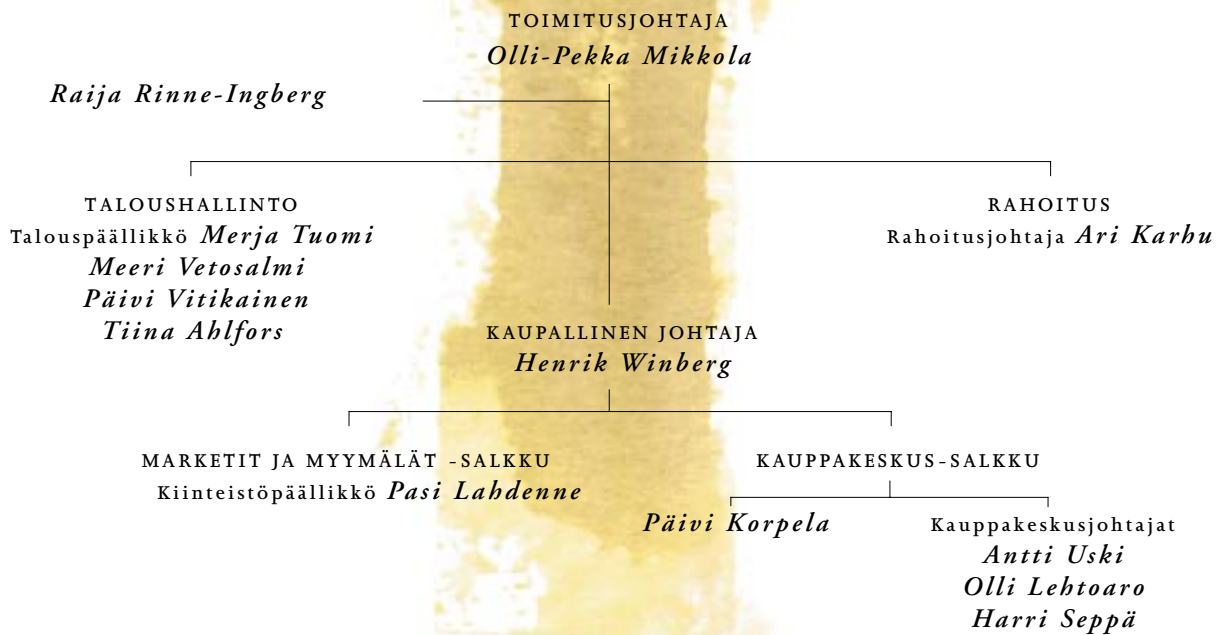 TOIMITUSJOHTAJA
Olli-Pekka Mikkola
Raija Rinne-Ingberg
TALOUSHALLINTO
Talouspäällikkö Merja Tuomi
Meeri Vetosalmi
Päivi Vitikainen
Tiina Ahlfors
RAHOITUS
Rahoitusjohtaja Ari Karhu
KAUPALLINEN JOHTAJA
Henrik Winberg
MARKETIT JA MYYMÄLÄT -SALKKU
Kiinteistöpäällikkö Pasi Lahdenne
KAUPPAKESKUS-SALKKU
Päivi Korpela
Kauppakeskusjohtajat
Antti Uski
Olli Lehtoaro
Harri Seppä